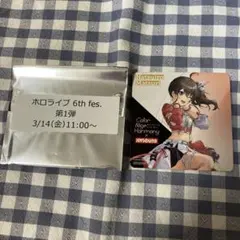 ホロライブ 6th fes.
第1弾
3/14(金)11:00～
Color
Rise
Harmony